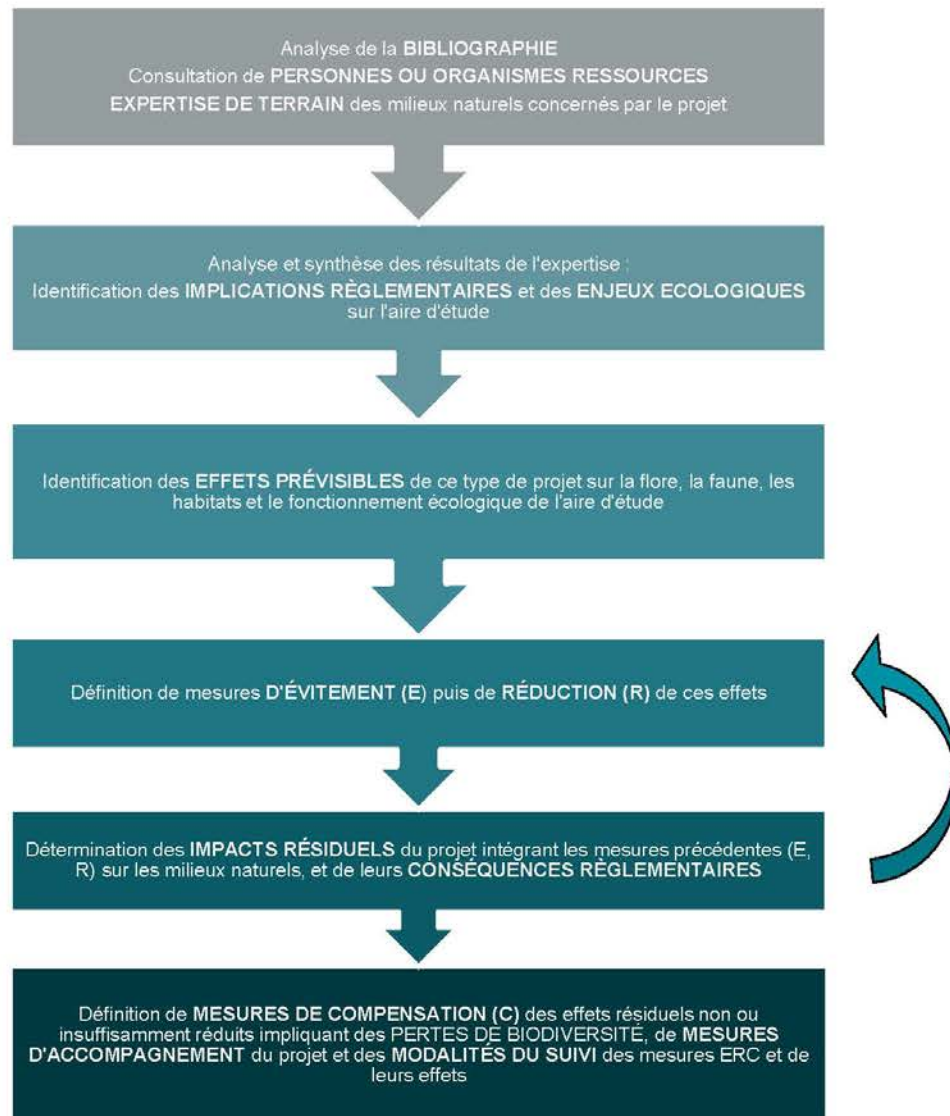 Analyse de la BIBLIOGRAPHIE
Consultation de PERSONNES OU ORGANISMES RESSOURCES
EXPERTISE DE TERRAIN des milieux naturels concernés par le projet
Analyse et synthèse des résultats de l'expertise :
Identification des IMPLICATIONS RÈGLEMENTAIRES et des ENJEUX ECOLOGIQUES
sur l'aire d'étude
Identification des EFFETS PRÉVISIBLES de ce type de projet sur la flore, la faune, les
habitats et le fonctionnement écologique de l'aire d'étude
Définition de mesures D'ÉVITEMENT (E) puis de RÉDUCTION (R) de ces effets
Détermination des IMPACTS RÉSIDUELS du projet intégrant les mesures précédentes (E,
R) sur les milieux naturels, et de leurs CONSÉQUENCES RÈGLEMENTAIRES
Définition de MESURES DE COMPENSATION (C) des effets résiduels non ou
insuffisamment réduits impliquant des PERTES DE BIODIVERSITÉ, de MESURES
D'ACCOMPAGNEMENT du projet et des MODALITÉS DU SUIVI des mesures ERC et de
leurs effets